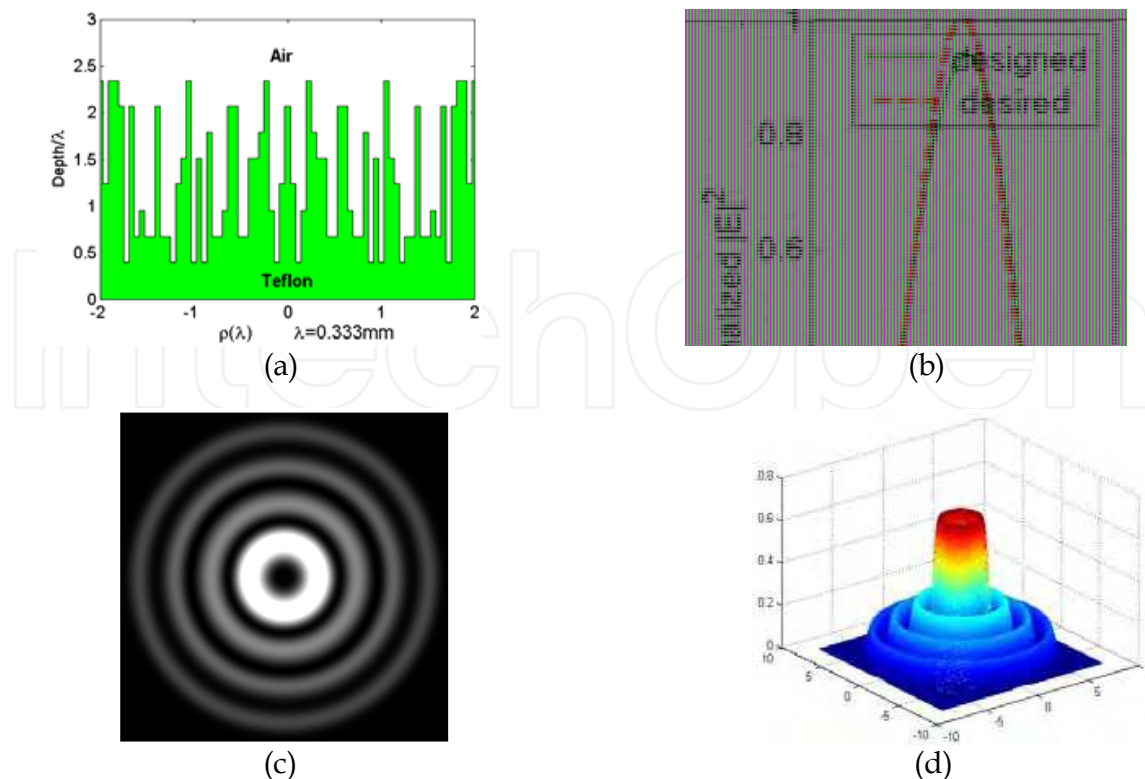 3
Air
2.5
2
Depth/λ
1.5
1
0.5
Teflon
0
-2 -1 0 1 2
ρ(λ) λ=0.333mm
(a)
designed
desired
0.8
0.6
(b)
IntechOpen
(c)
0.8
0.6
0.4
0.2
0
10 5 0 -5 -10
-10 -5 0 5
(d)